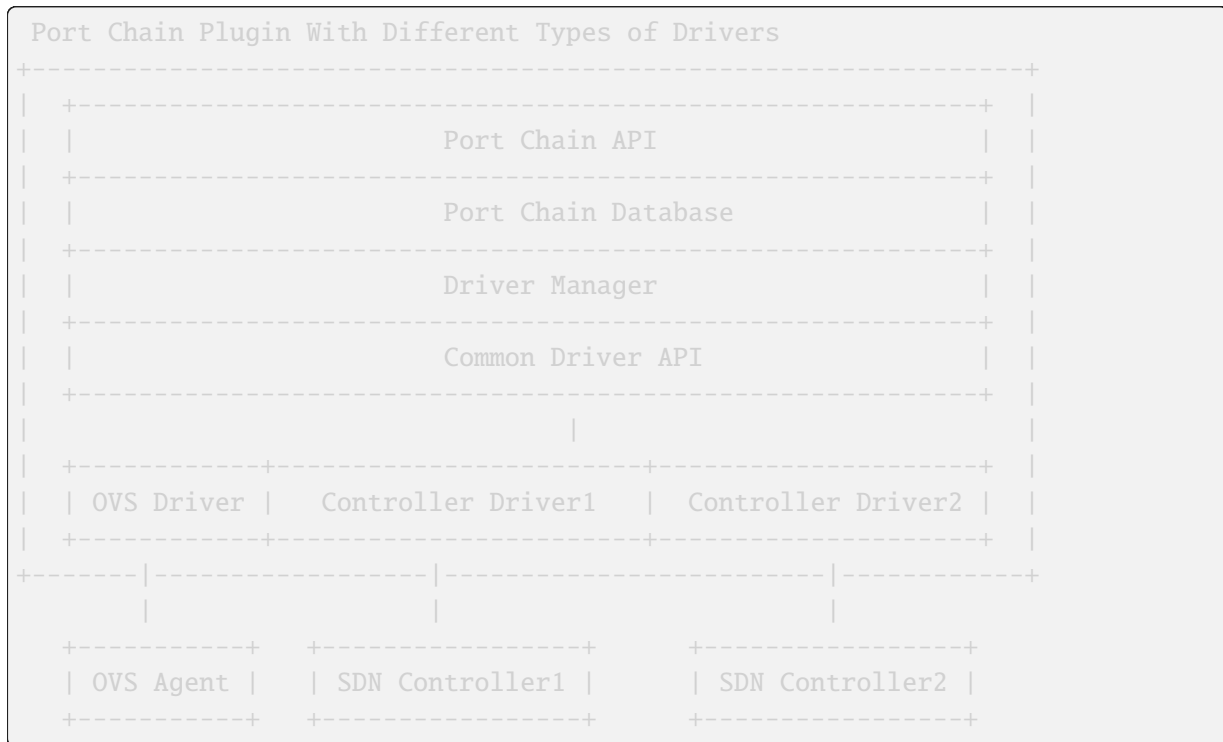 Port Chain Plugin With Different Types of Drivers
+---------------------------------------------------------------+
|  +---------------------------------------------------------+  |
|  |                       Port Chain API                    |  |
|  +---------------------------------------------------------+  |
|  |                       Port Chain Database               |  |
|  +---------------------------------------------------------+  |
|  |                       Driver Manager                    |  |
|  +---------------------------------------------------------+  |
|  |                       Common Driver API                 |  |
|  +---------------------------------------------------------+  |
|                                   |                           |
|  +------------+-----------------------+--------------------+  |
|  | OVS Driver |   Controller Driver1  |  Controller Driver2 |  |
|  +------------+-----------------------+--------------------+  |
+-------|------------------|------------------------|-----------+
        |                  |                        |
   +-----------+   +-----------------+      +-----------------+
   | OVS Agent |   | SDN Controller1 |      | SDN Controller2 |
   +-----------+   +-----------------+      +-----------------+